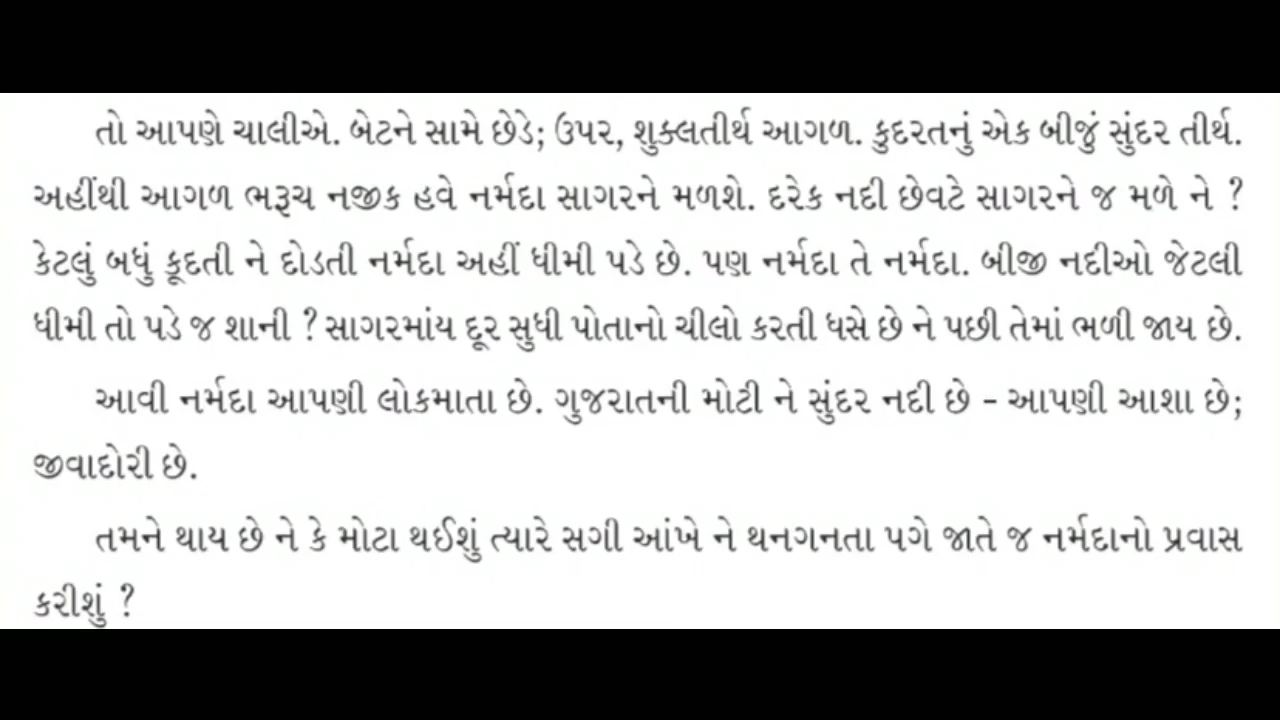 તો આપણે ચાલીએ. બેટને સામે છેડે; ઉપર, શુક્લતીર્થ આગળ. કુદરતનું એક બીજું સુંદર તીર્થ.
અહીંથી આગળ ભરૂચ નજીક હવે નર્મદા સાગરને મળશે. દરેક નદી છેવટે સાગરને જ મળે ને ?
કેટલું બધું કૂદતી ને દોડતી નર્મદા અહીં ધીમી પડે છે. પણ નર્મદા તે નર્મદા. બીજી નદીઓ જેટલી
ધીમી તો પડે જ શાની ? સાગરમાંય દૂર સુધી પોતાનો ચીલો કરતી ધસે છે ને પછી તેમાં ભળી જાય છે.
આવી નર્મદા આપણી લોકમાતા છે. ગુજરાતની મોટી ને સુંદર નદી છે - આપણી આશા છે;
જીવાદોરી છે.
તમને થાય છે ને કે મોટા થઈશું ત્યારે સગી આંખે ને થનગનતા પગે જાતે જ નર્મદાનો પ્રવાસ
કરીશું ?